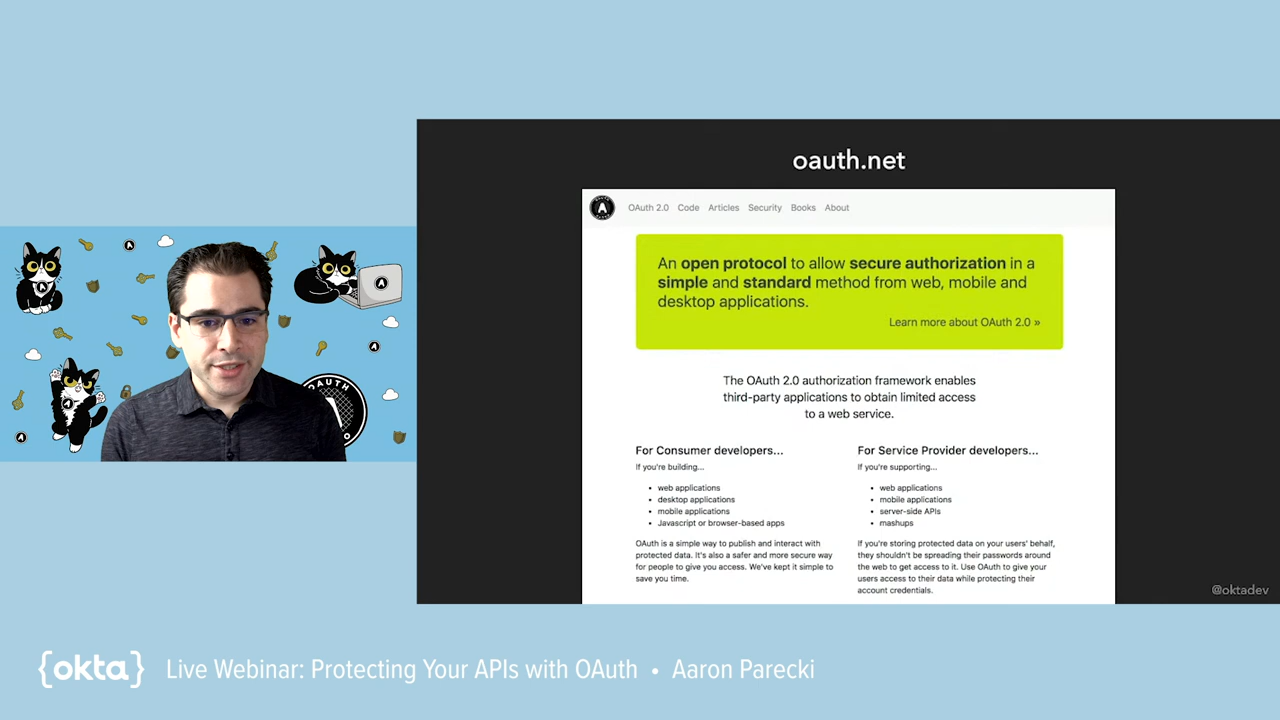 oauth.net
OAuth 2.0 Code Articles Security Books About
An open protocol to allow secure authorization in a
simple and standard method from web, mobile and
desktop applications.
Learn more about OAuth 2.0 »
The OAuth 2.0 authorization framework enables
third-party applications to obtain limited access
to a web service.
For Consumer developers...
If you're building...
• web applications
• desktop applications
• mobile applications
• Javascript or browser-based apps
OAuth is a simple way to publish and interact with
protected data. It's also a safer and more secure way
for people to give you access. We've kept it simple to
save you time.
For Service Provider developers...
If you're supporting...
• web applications
• mobile applications
• server-side APIs
• mashups
If you're storing protected data on your users' behalf,
they shouldn't be spreading their passwords around
the web to get access to it. Use OAuth to give your
users access to their data while protecting their
account credentials.
@oktadev
OAUTH
{okta} Live Webinar: Protecting Your APIs with OAuth • Aaron Parecki